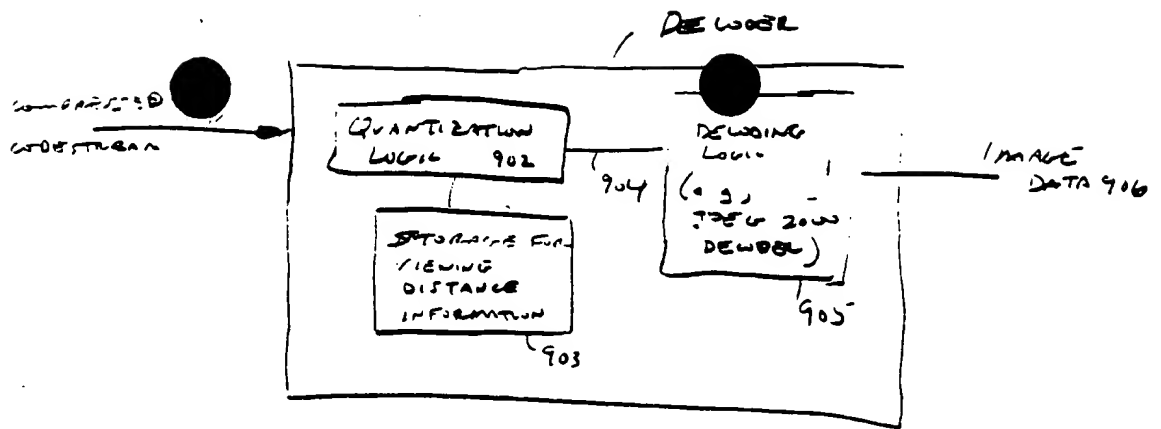 DECODER
COMPRESSED
CODESTREAM
QUANTIZATION
LOGIC 902
904
STORAGE FOR
VIEWING
DISTANCE
INFORMATION
903
DECODING
LOGIC
(e.g.,
JPEG 2000
DECODER)
905
IMAGE
DATA 906